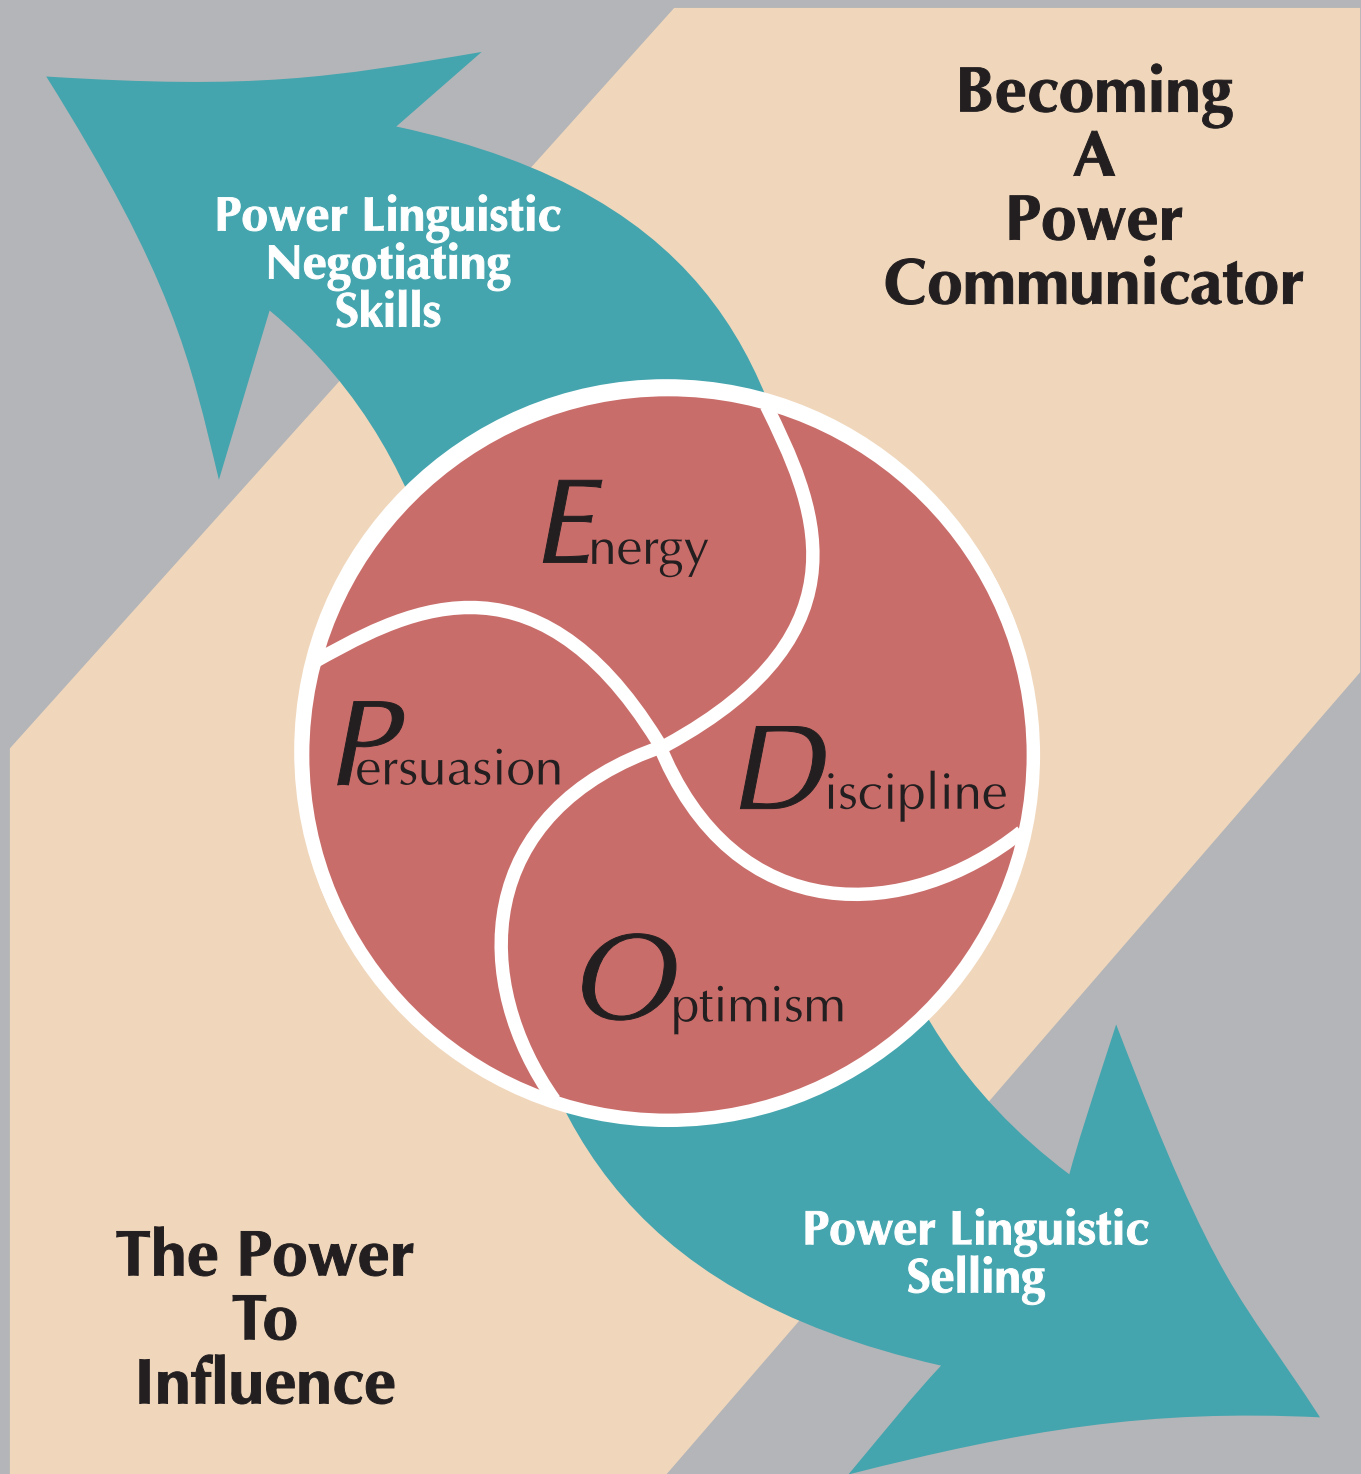 Becoming
A
Power
Communicator
Power Linguistic
Negotiating
Skills
Energy
Persuasion
Discipline
Optimism
Power Linguistic
Selling
The Power
To
Influence